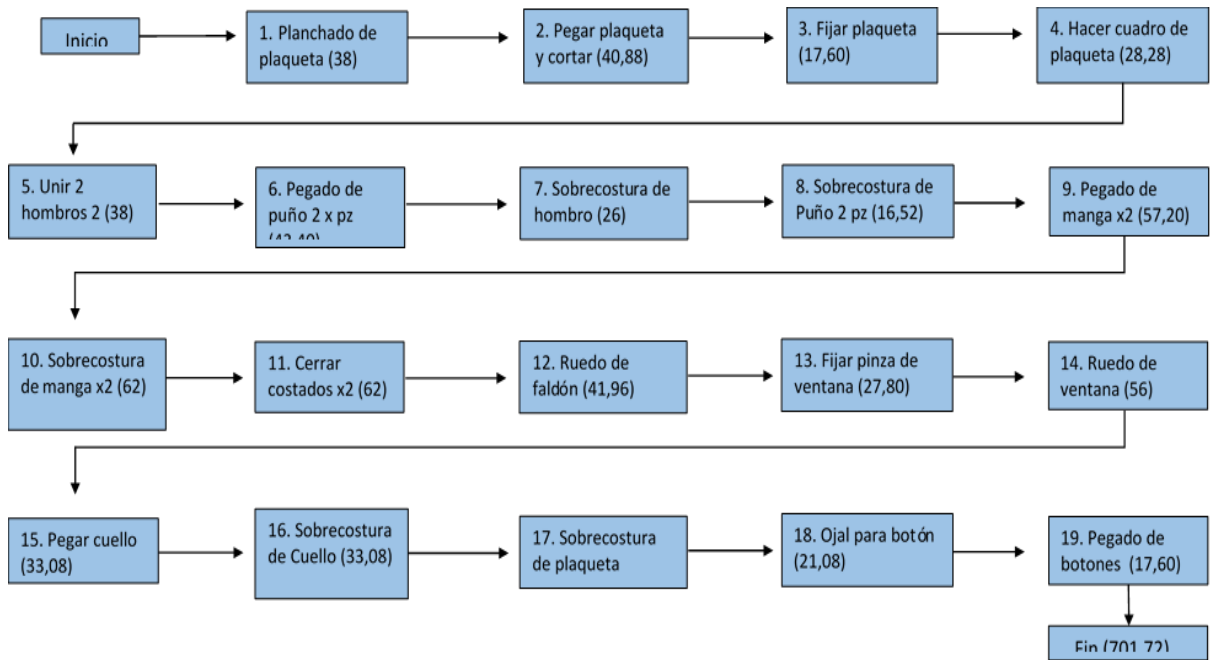 Inicio
1. Planchado de
plaqueta (38)
2. Pegar plaqueta
y cortar (40,88)
3. Fijar plaqueta
(17,60)
4. Hacer cuadro de
plaqueta (28,28)
5. Unir 2
hombros 2 (38)
6. Pegado de
puño 2 x pz
7. Sobrecostura de
hombro (26)
8. Sobrecostura de
Puño 2 pz (16,52)
9. Pegado de
manga x2 (57,20)
10. Sobrecostura
de manga x2 (62)
11. Cerrar
costados x2 (62)
12. Ruedo de
faldón (41,96)
13. Fijar pinza de
ventana (27,80)
14. Ruedo de
ventana (56)
15. Pegar cuello
(33,08)
16. Sobrecostura
de Cuello (33,08)
17. Sobrecostura
de plaqueta
18. Ojal para botón
(21,08)
19. Pegado de
botones (17,60)
Fin (701,72)